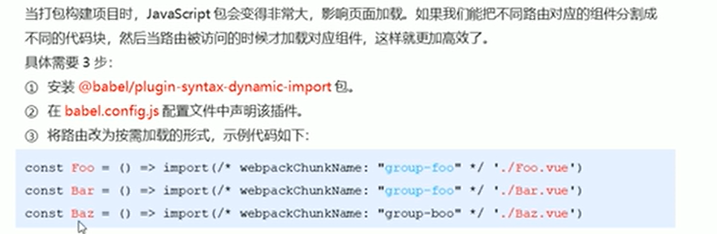 当打包构建项目时，JavaScript 包会变得非常大，影响页面加载。如果我们能把不同路由对应的组件分割成
不同的代码块，然后当路由被访问的时候才加载对应组件，这样就更加高效了。
具体需要 3 步：
① 安装 @babel/plugin-syntax-dynamic-import 包。
② 在 babel.config.js 配置文件中声明该插件。
③ 将路由改为按需加载的形式，示例代码如下：
const Foo = () => import(/* webpackChunkName: "group-foo" */ './Foo.vue')
const Bar = () => import(/* webpackChunkName: "group-foo" */ './Bar.vue')
const Baz = () => import(/* webpackChunkName: "group-boo" */ './Baz.vue')